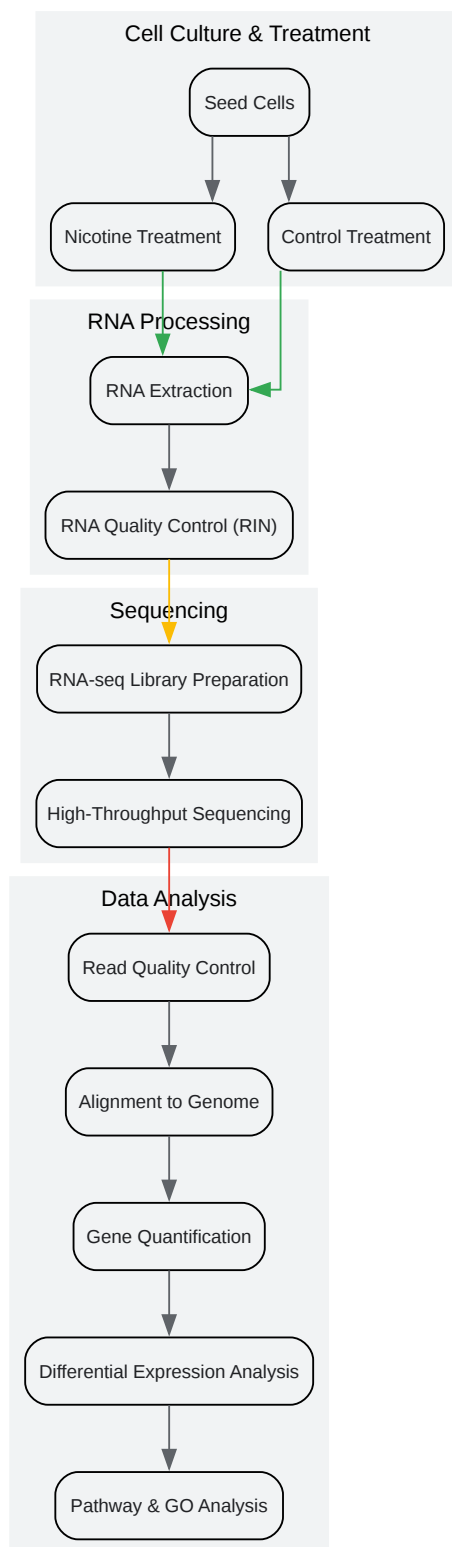 Cell Culture & Treatment
Seed Cells
Nicotine Treatment
Control Treatment
RNA Processing
RNA Extraction
RNA Quality Control (RIN)
Sequencing
RNA-seq Library Preparation
High-Throughput Sequencing
Data Analysis
Read Quality Control
Alignment to Genome
Gene Quantification
Differential Expression Analysis
Pathway & GO Analysis